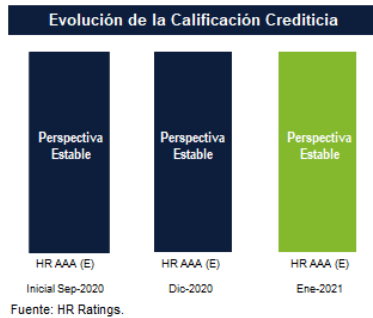 Evolución de la Calificación Crediticia
Perspectiva Perspectiva Perspectiva
Estable Estable Estable
HR AAA (E) HR AAA (E) HR AAA (E)
Inicial Sep-2020 Dic-2020 Ene-2021
Fuente: HR Ratings.